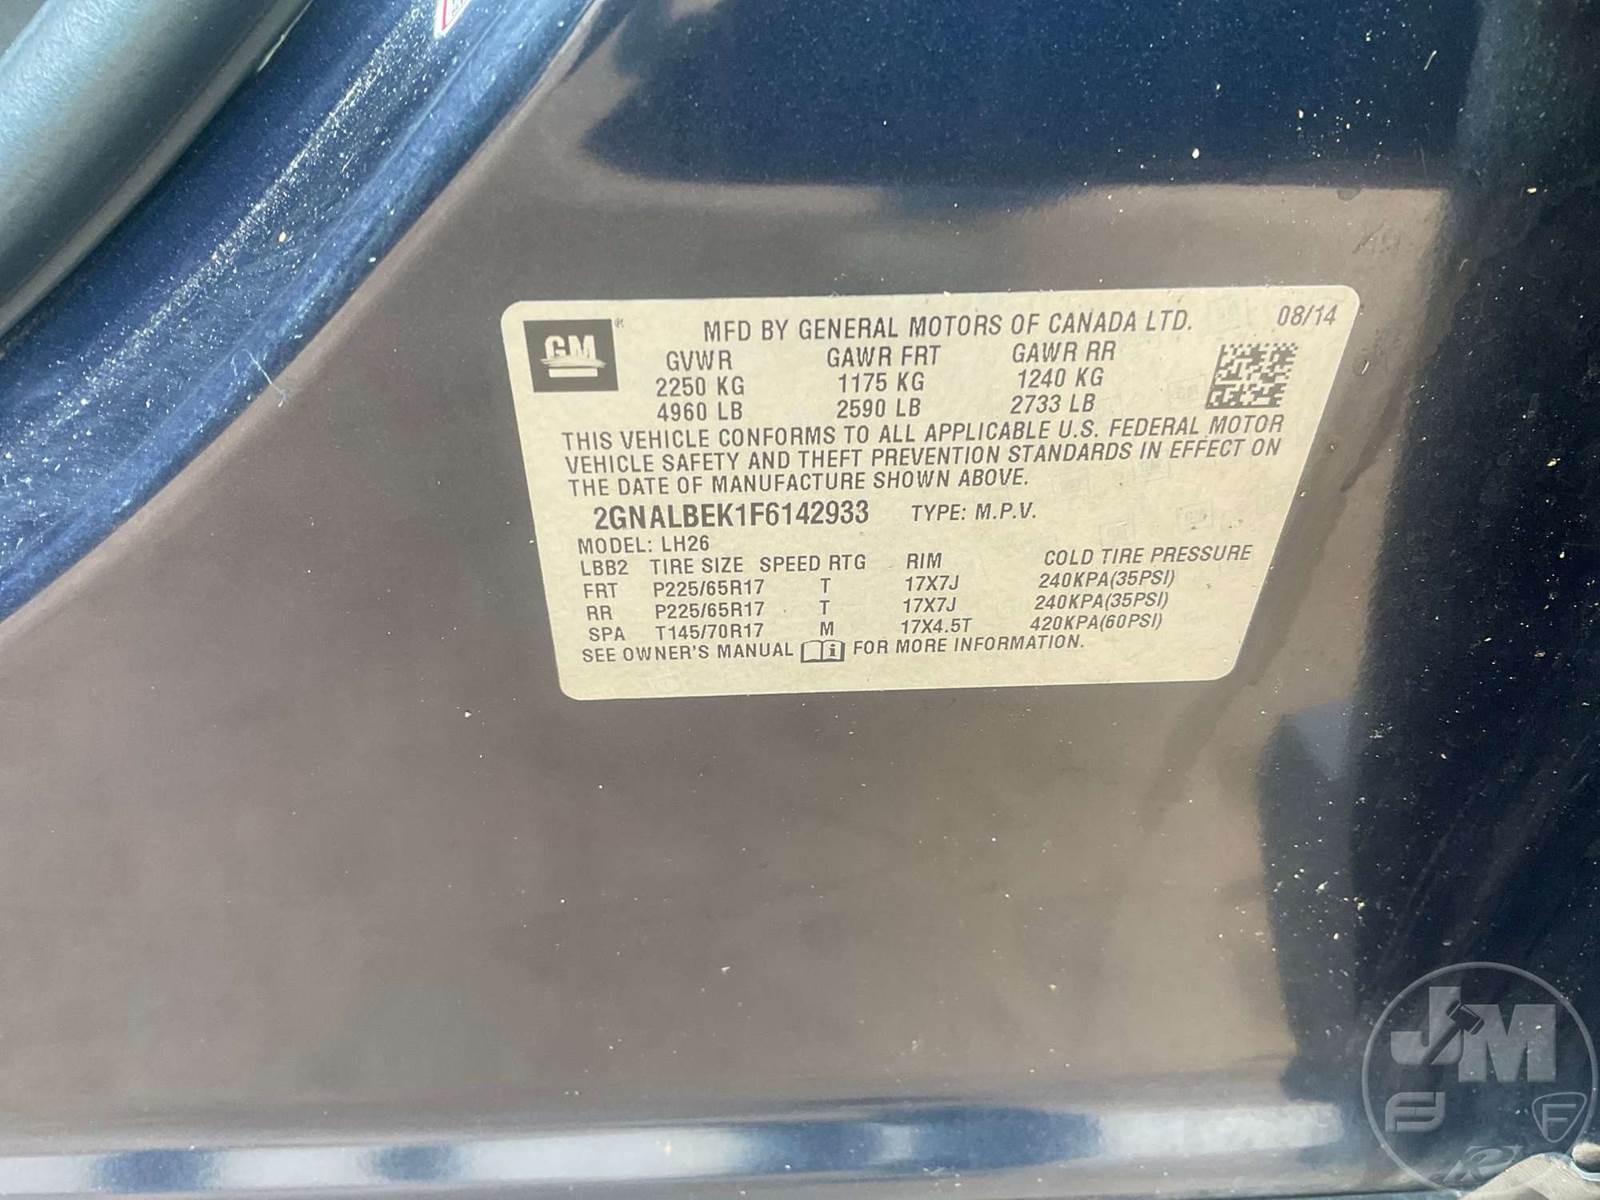 GM® MFD BY GENERAL MOTORS OF CANADA LTD. 08/14
GVWR GAWR FRT GAWR RR
2250 KG 1175 KG 1240 KG
4960 LB 2590 LB 2733 LB
THIS VEHICLE CONFORMS TO ALL APPLICABLE U.S. FEDERAL MOTOR
VEHICLE SAFETY AND THEFT PREVENTION STANDARDS IN EFFECT ON
THE DATE OF MANUFACTURE SHOWN ABOVE.
2GNALBEK1F6142933 TYPE: M.P.V.
MODEL: LH26
LBB2 TIRE SIZE SPEED RTG RIM COLD TIRE PRESSURE
FRT P225/65R17 T 17X7J 240KPA(35PSI)
RR P225/65R17 T 17X7J 240KPA(35PSI)
SPA T145/70R17 M 17X4.5T 420KPA(60PSI)
SEE OWNER'S MANUAL FOR MORE INFORMATION.
JM
F